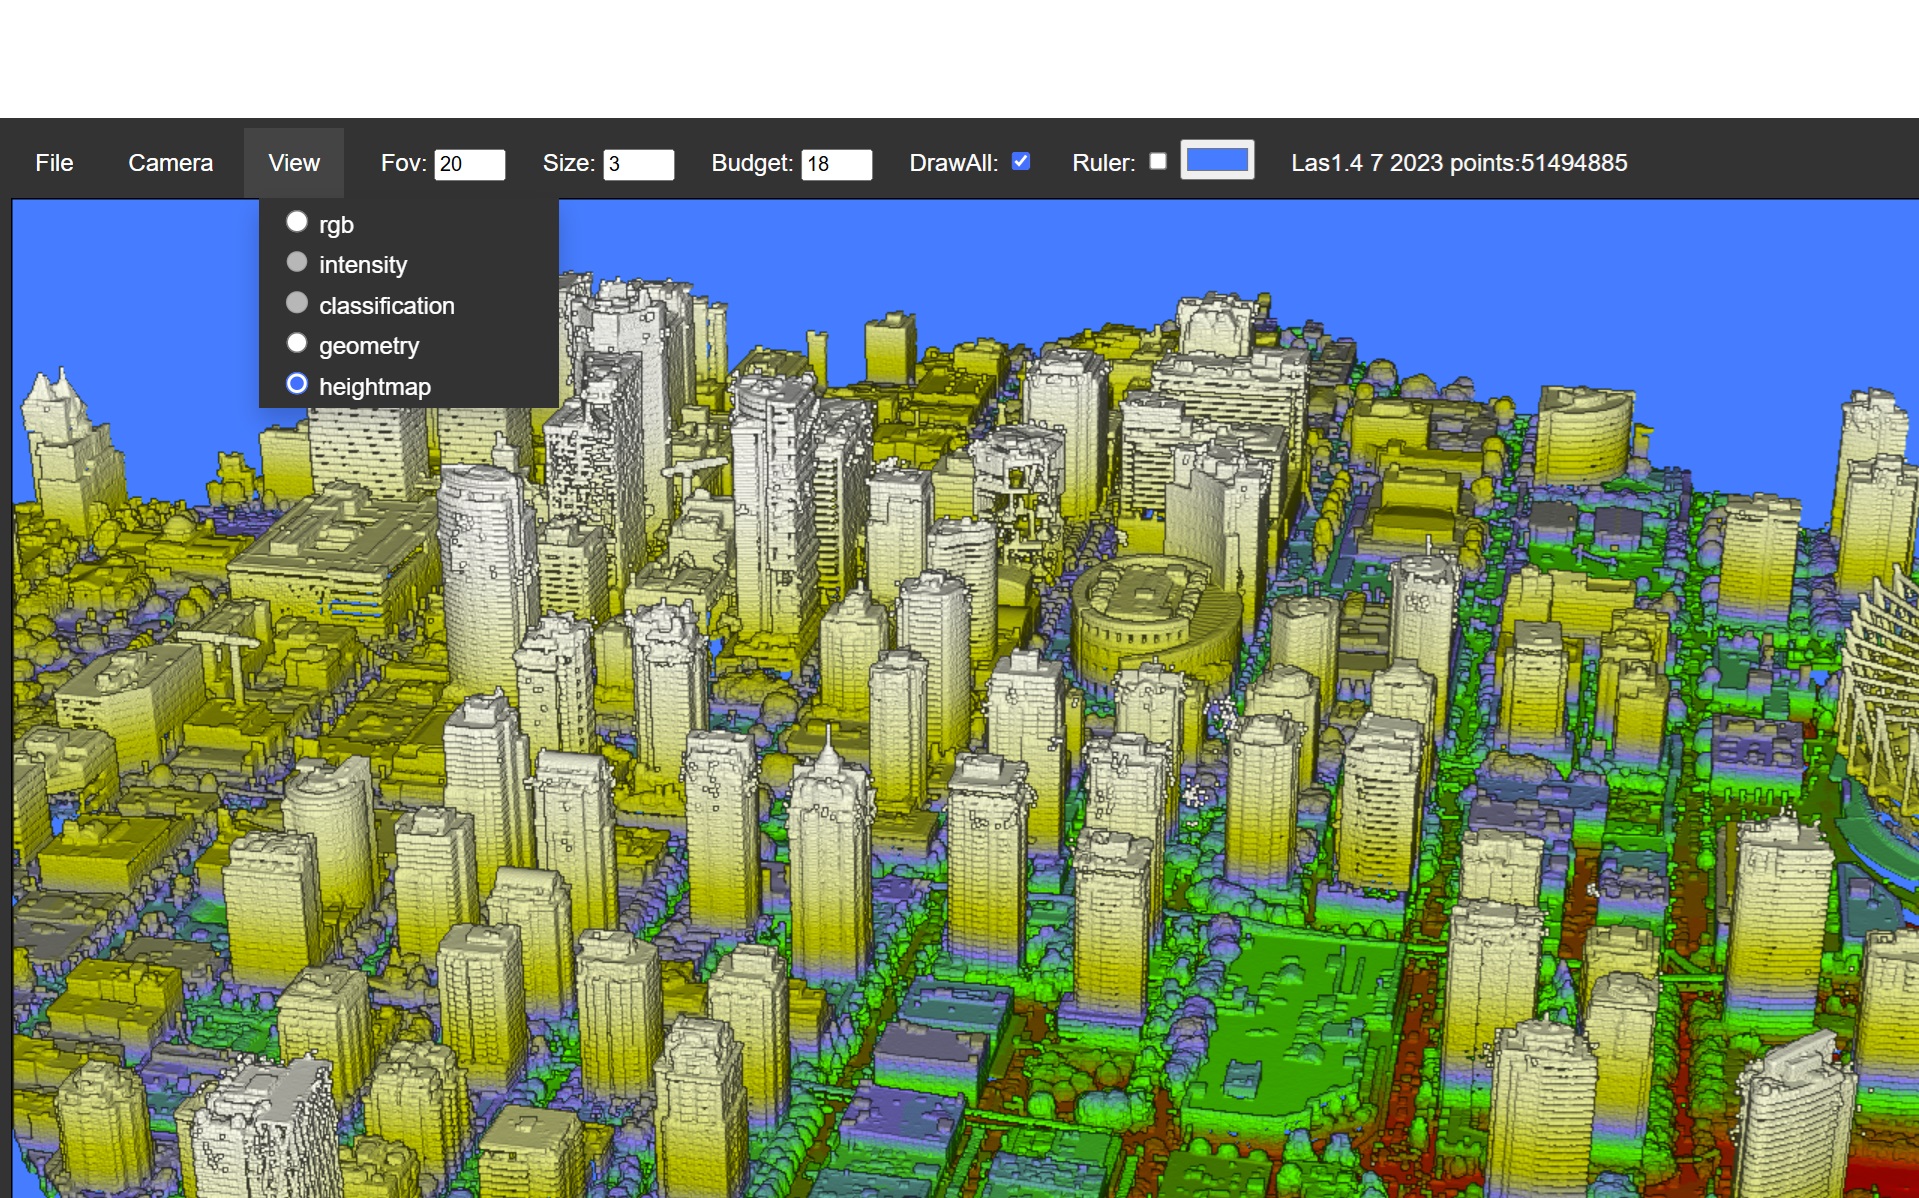 File Camera View Fov: 20 Size: 3 Budget: 18 DrawAll: Ruler: Las1.4 7 2023 points:51494885
rgb
intensity
classification
geometry
heightmap